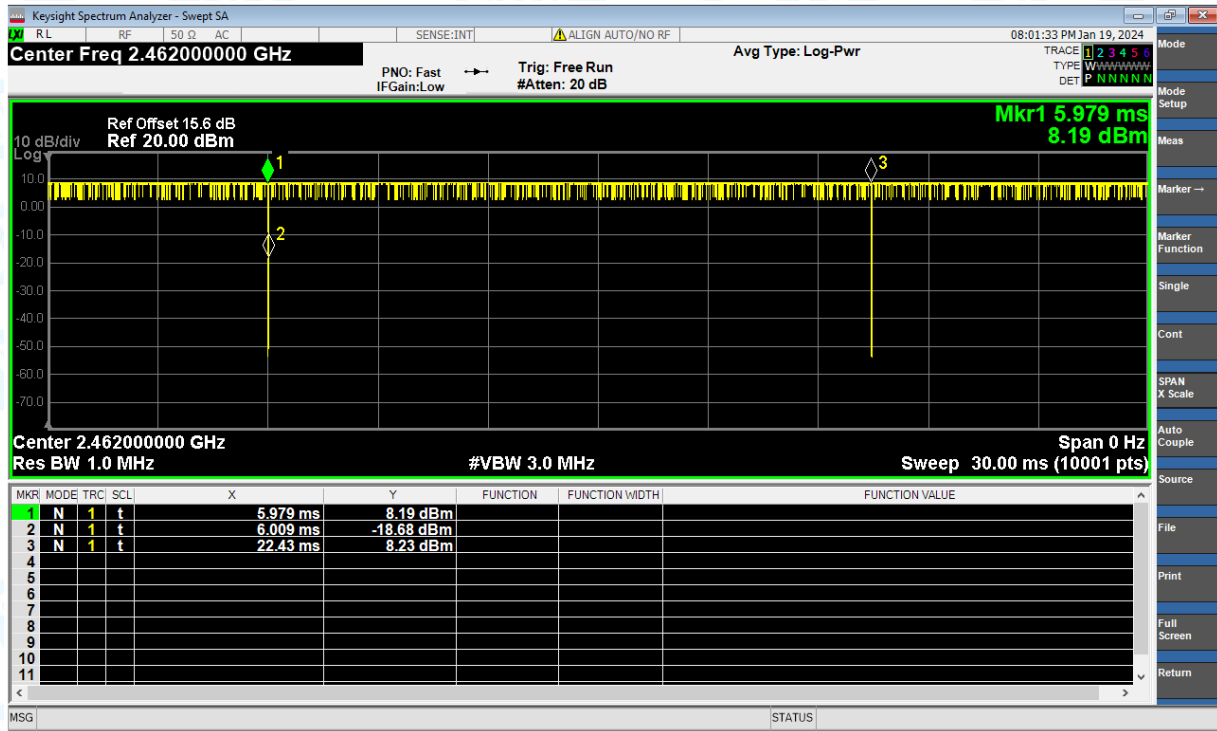 Keysight Spectrum Analyzer - Swept SA
LXI RL RF 50 Ω AC SENSE:INT ALIGN AUTO/NO RF 08:01:33 PM Jan 19, 2024
Center Freq 2.462000000 GHz
PNO: Fast
IFGain:Low
Trig: Free Run
#Atten: 20 dB
Avg Type: Log-Pwr
TRACE 1 2 3 4 5 6
TYPE WWWWWW
DET P N N N N N
Ref Offset 15.6 dB
10 dB/div Ref 20.00 dBm
Log
Mkr1 5.979 ms
8.19 dBm
10.0
0.00
-10.0
-20.0
-30.0
-40.0
-50.0
-60.0
-70.0
1
2
3
Center 2.462000000 GHz Span 0 Hz
Res BW 1.0 MHz #VBW 3.0 MHz Sweep 30.00 ms (10001 pts)
MKR MODE TRC SCL X Y FUNCTION FUNCTION WIDTH FUNCTION VALUE
1 N 1 t 5.979 ms 8.19 dBm
2 N 1 t 6.009 ms -18.68 dBm
3 N 1 t 22.43 ms 8.23 dBm
4
5
6
7
8
9
10
11
MSG STATUS
Mode
Mode
Setup
Meas
Marker →
Marker
Function
Single
Cont
SPAN
X Scale
Auto
Couple
Source
File
Print
Full
Screen
Return